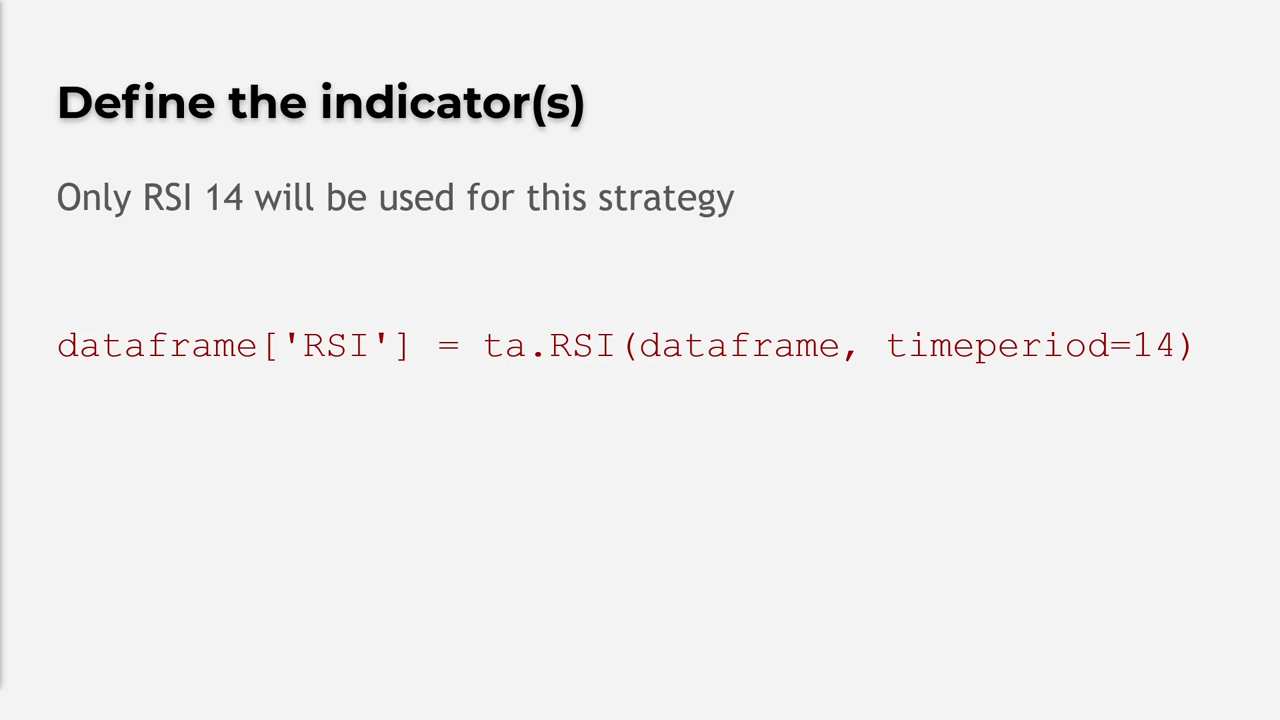 Define the indicator(s)
Only RSI 14 will be used for this strategy
dataframe['RSI'] = ta.RSI(dataframe, timeperiod=14)